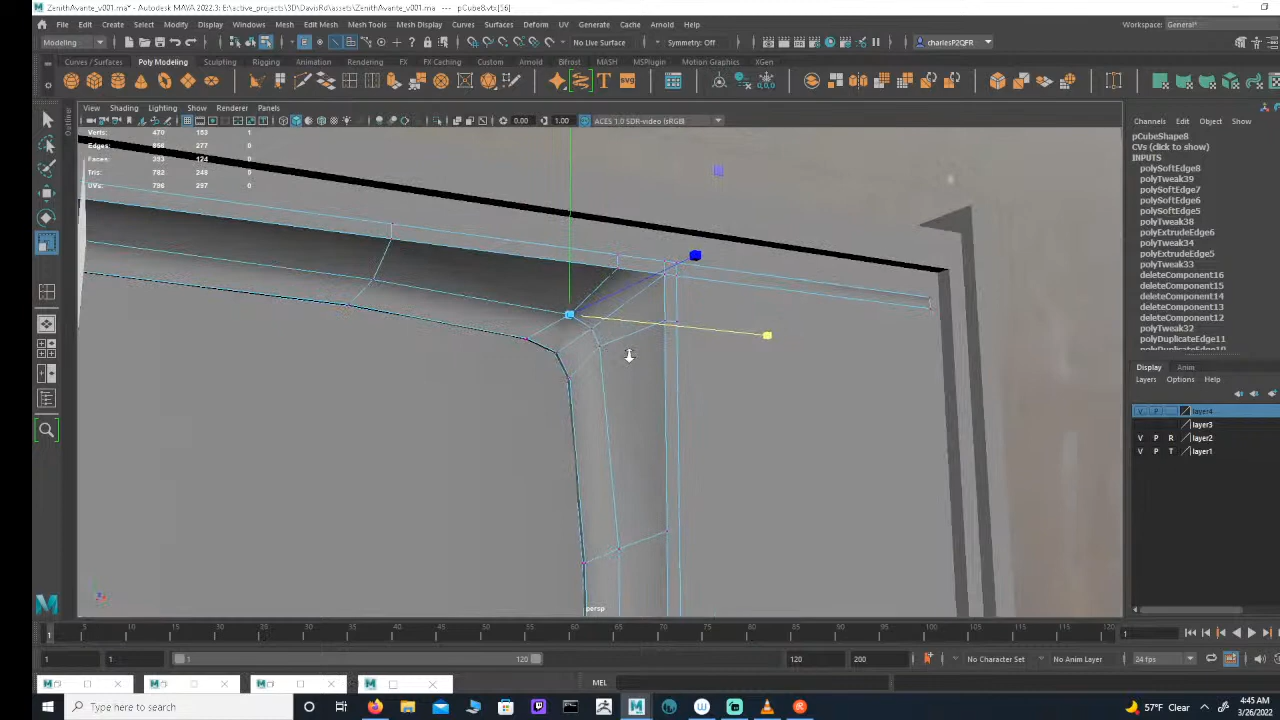 ZenithAvante_v001.ma* - Autodesk MAYA 2022.3: E:\active_projects\3D\DavisRd\assets\ZenithAvante_v001.ma --- pCube8.vtx[56]
File Edit Create Select Modify Display Windows Mesh Edit Mesh Mesh Tools Mesh Display Curves Surfaces Deform UV Generate Cache Arnold Help
Workspace: General*
Modeling
No Live Surface
Symmetry: Off
charlesP2QFR
Curves / Surfaces Poly Modeling Sculpting Rigging Animation Rendering FX FX Caching Custom Arnold Bifrost MASH MSPlugin Motion Graphics XGen
View Shading Lighting Show Renderer Panels
0.00 1.00 ACES 1.0 SDR-video (sRGB)
Verts: 470 153 1
Edges: 856 277 0
Tris: 782 248 0
UVs: 796 297 0
persp
Outliner
Channels Edit Object Show
pCubeShape8
CVs (click to show)
INPUTS
polySoftEdge8
polyTweak39
polySoftEdge7
polySoftEdge6
polySoftEdge5
polyTweak38
polyExtrudeEdge6
polyTweak34
polyExtrudeEdge5
polyTweak33
deleteComponent16
deleteComponent15
deleteComponent14
deleteComponent13
deleteComponent12
polyTweak32
polyDuplicateEdge11
polyDuplicateEdge10
Display Anim
Layers Options Help
V P layer4
layer3
V P R layer2
V P T layer1
1 5 10 15 20 25 30 35 40 45 50 55 60 65 70 75 80 85 90 95 100 105 110 115 120
1
1 1 1 120 120 200 No Character Set No Anim Layer 24 fps
MEL
Type here to search
57°F Clear
4:45 AM
3/26/2022